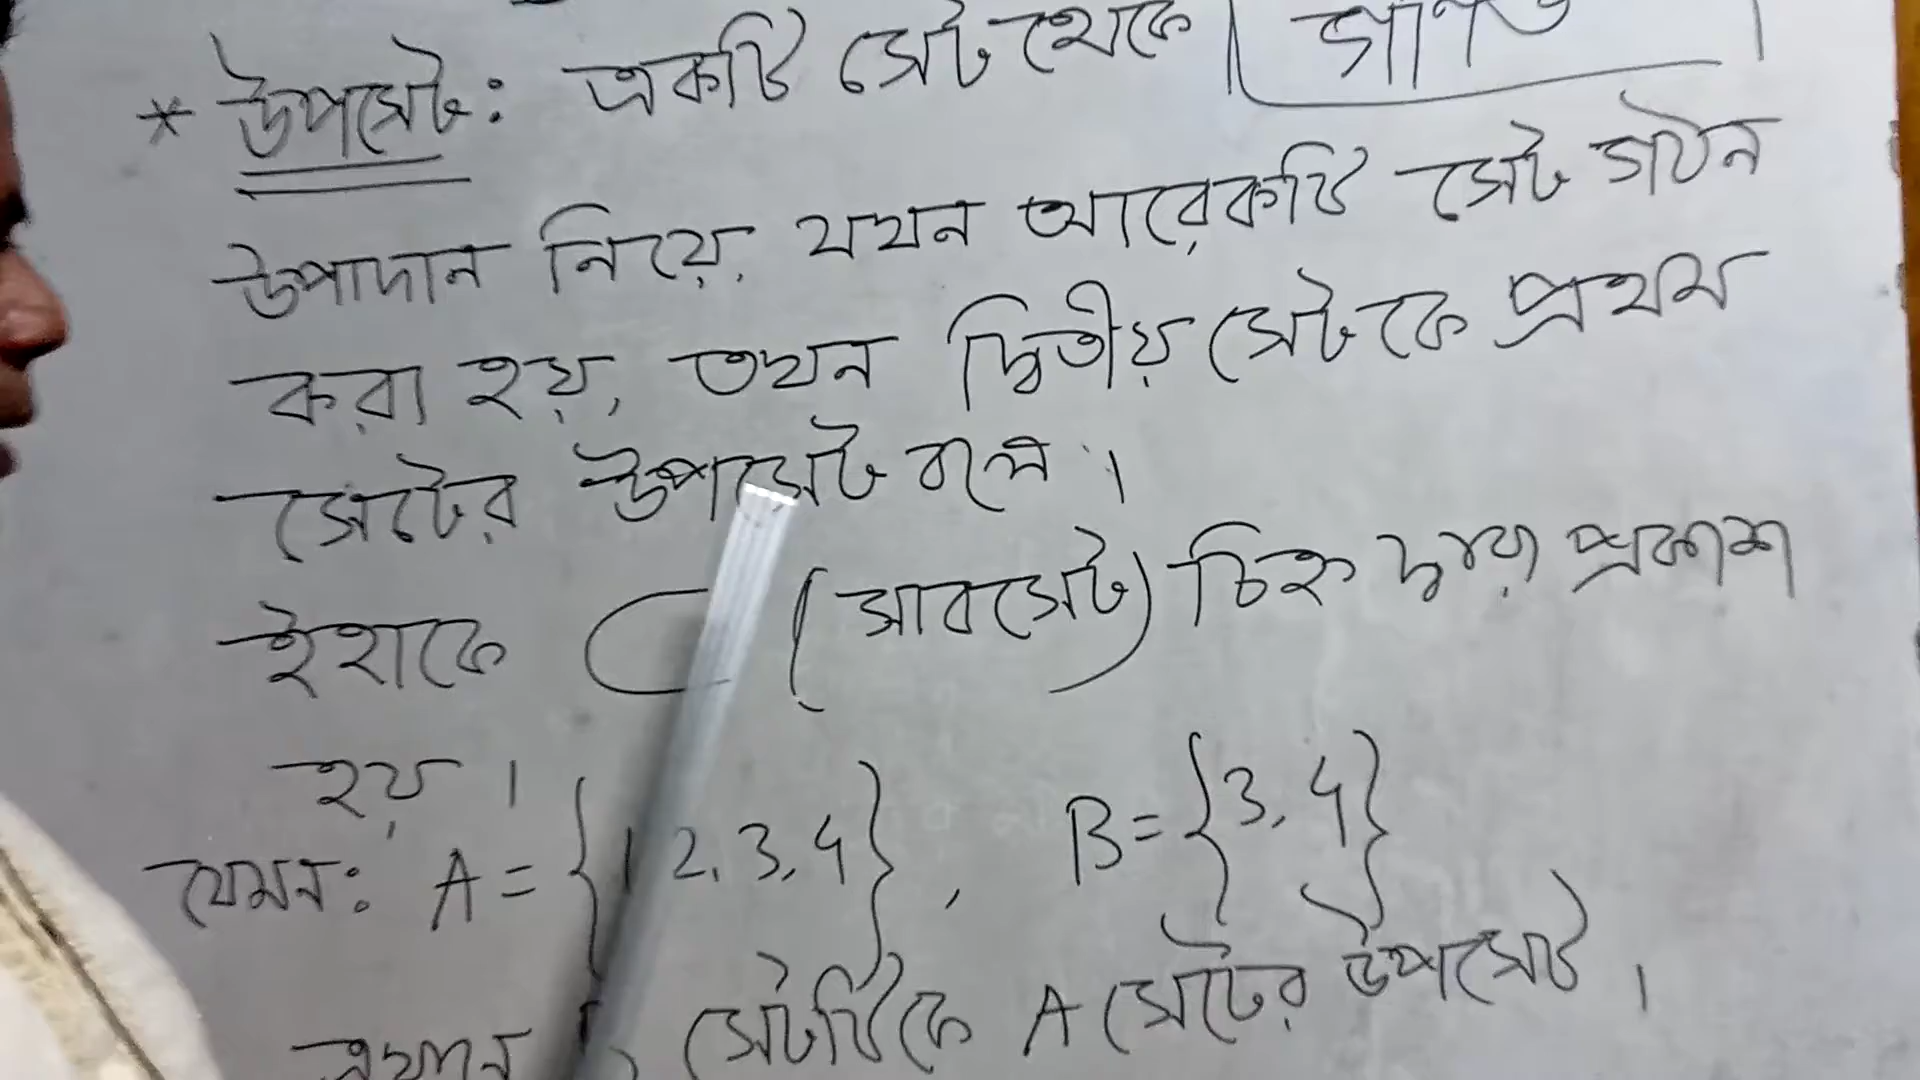 * উপসেট: একটি সেট থেকে
উপাদান নিয়ে, যখন আরেকটি সেট গঠন
করা হয়, তখন দ্বিতীয় সেটকে প্রথম
সেটের উপসেট বলে ।
ইহাকে ⊂ (সাবসেট) চিহ্ন দ্বারা প্রকাশ
হয় ।
যেমন: A = {1 2, 3, 4} , B = {3, 4}
এখানে সেটটিকে A সেটের উপসেট ।